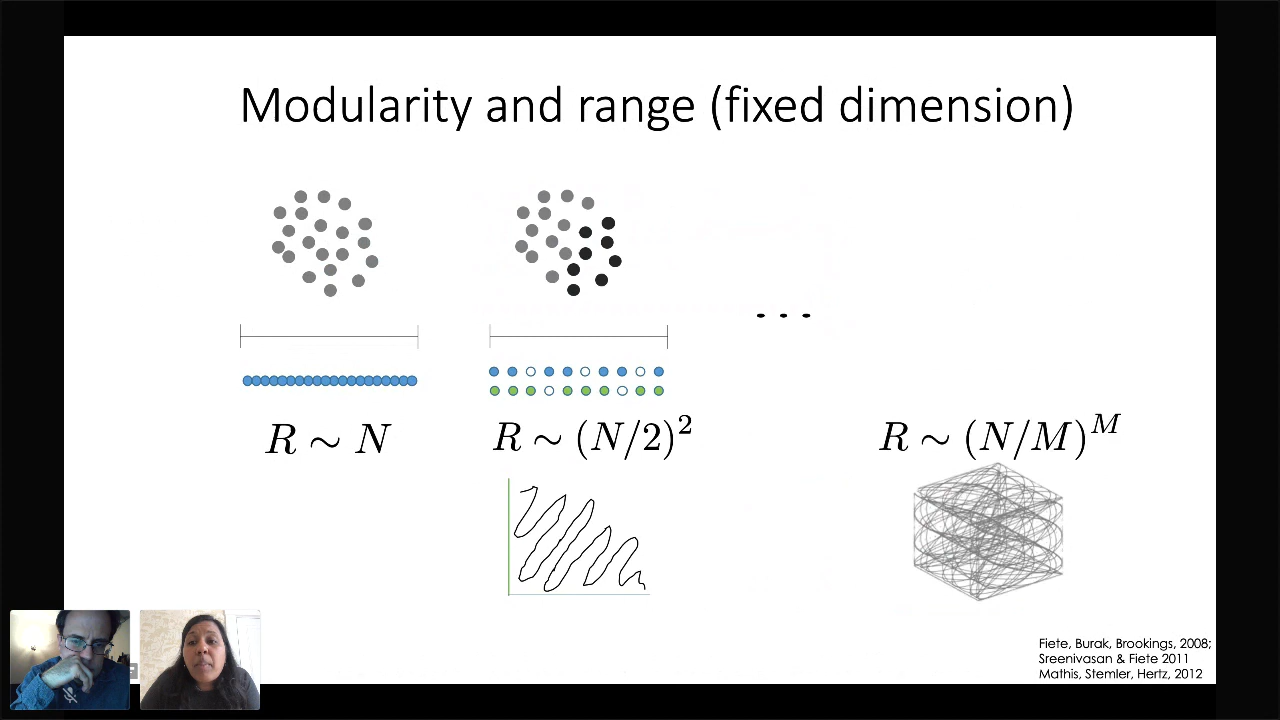 Modularity and range (fixed dimension)
. . .
R ∼ N
R ∼ (N/2)²
R ∼ (N/M)ᴹ
Fiete, Burak, Brookings, 2008;
Sreenivasan & Fiete 2011
Mathis, Stemler, Hertz, 2012